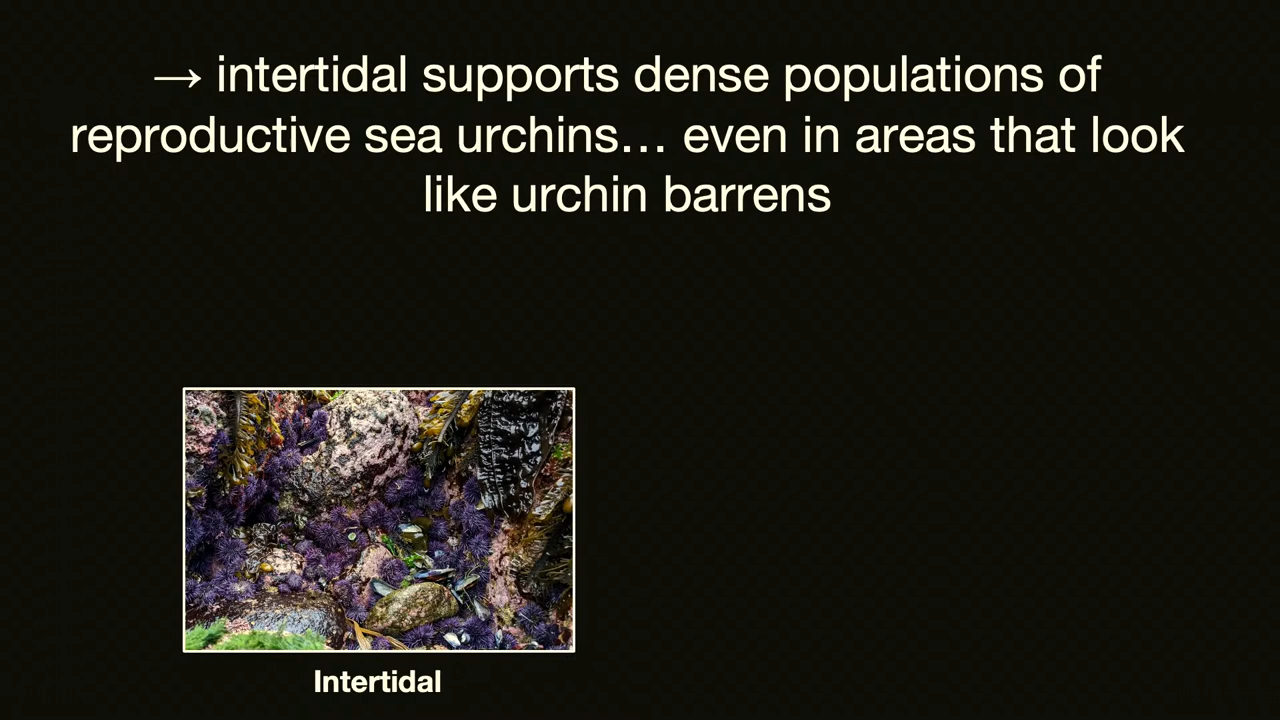 → intertidal supports dense populations of
reproductive sea urchins… even in areas that look
like urchin barrens
Intertidal